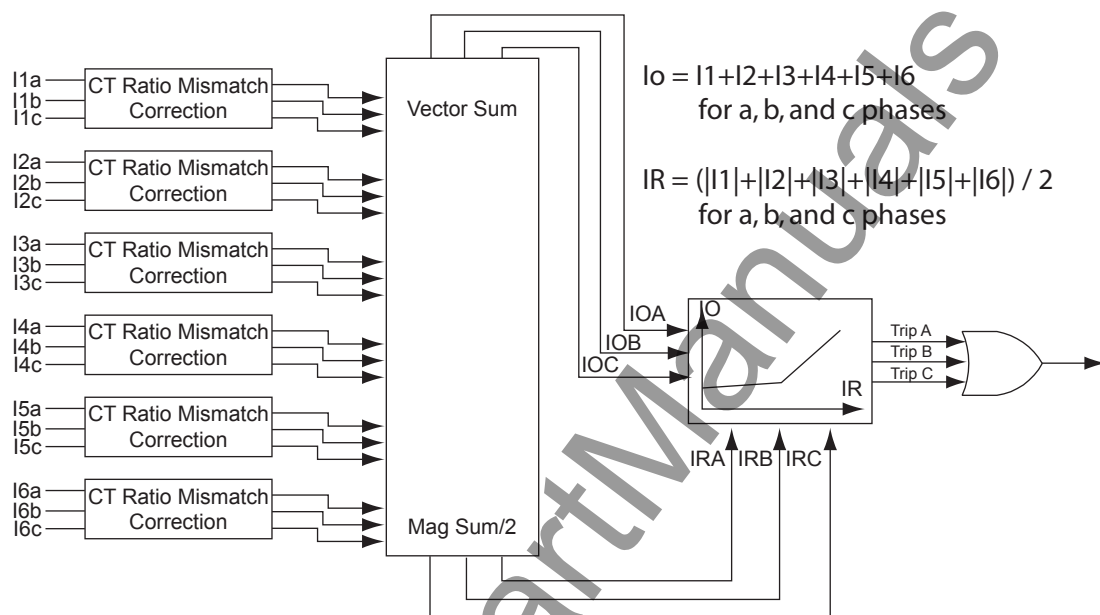 I1a
I1b
I1c
CT Ratio Mismatch
Correction
I2a
I2b
I2c
CT Ratio Mismatch
Correction
I3a
I3b
I3c
CT Ratio Mismatch
Correction
I4a
I4b
I4c
CT Ratio Mismatch
Correction
I5a
I5b
I5c
CT Ratio Mismatch
Correction
I6a
I6b
I6c
CT Ratio Mismatch
Correction
Vector Sum
Mag Sum/2
Io = I1+I2+I3+I4+I5+I6
for a, b, and c phases
IR = (|I1|+|I2|+|I3|+|I4|+|I5|+|I6|) / 2
for a, b, and c phases
IOA
IOB
IOC
IO
IR
IRA IRB IRC
Trip A
Trip B
Trip C
artManuals